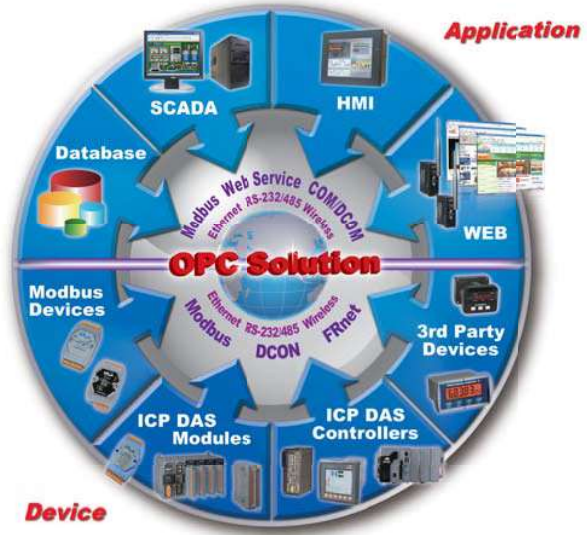 Application
SCADA
HMI
Database
WEB
Modbus Web Service COM/DCOM
Ethernet RS-232/485 Wireless
OPC Solution
Ethernet RS-232/485 Wireless
Modbus DCON FRnet
Modbus
Devices
3rd Party
Devices
ICP DAS
Modules
ICP DAS
Controllers
Device